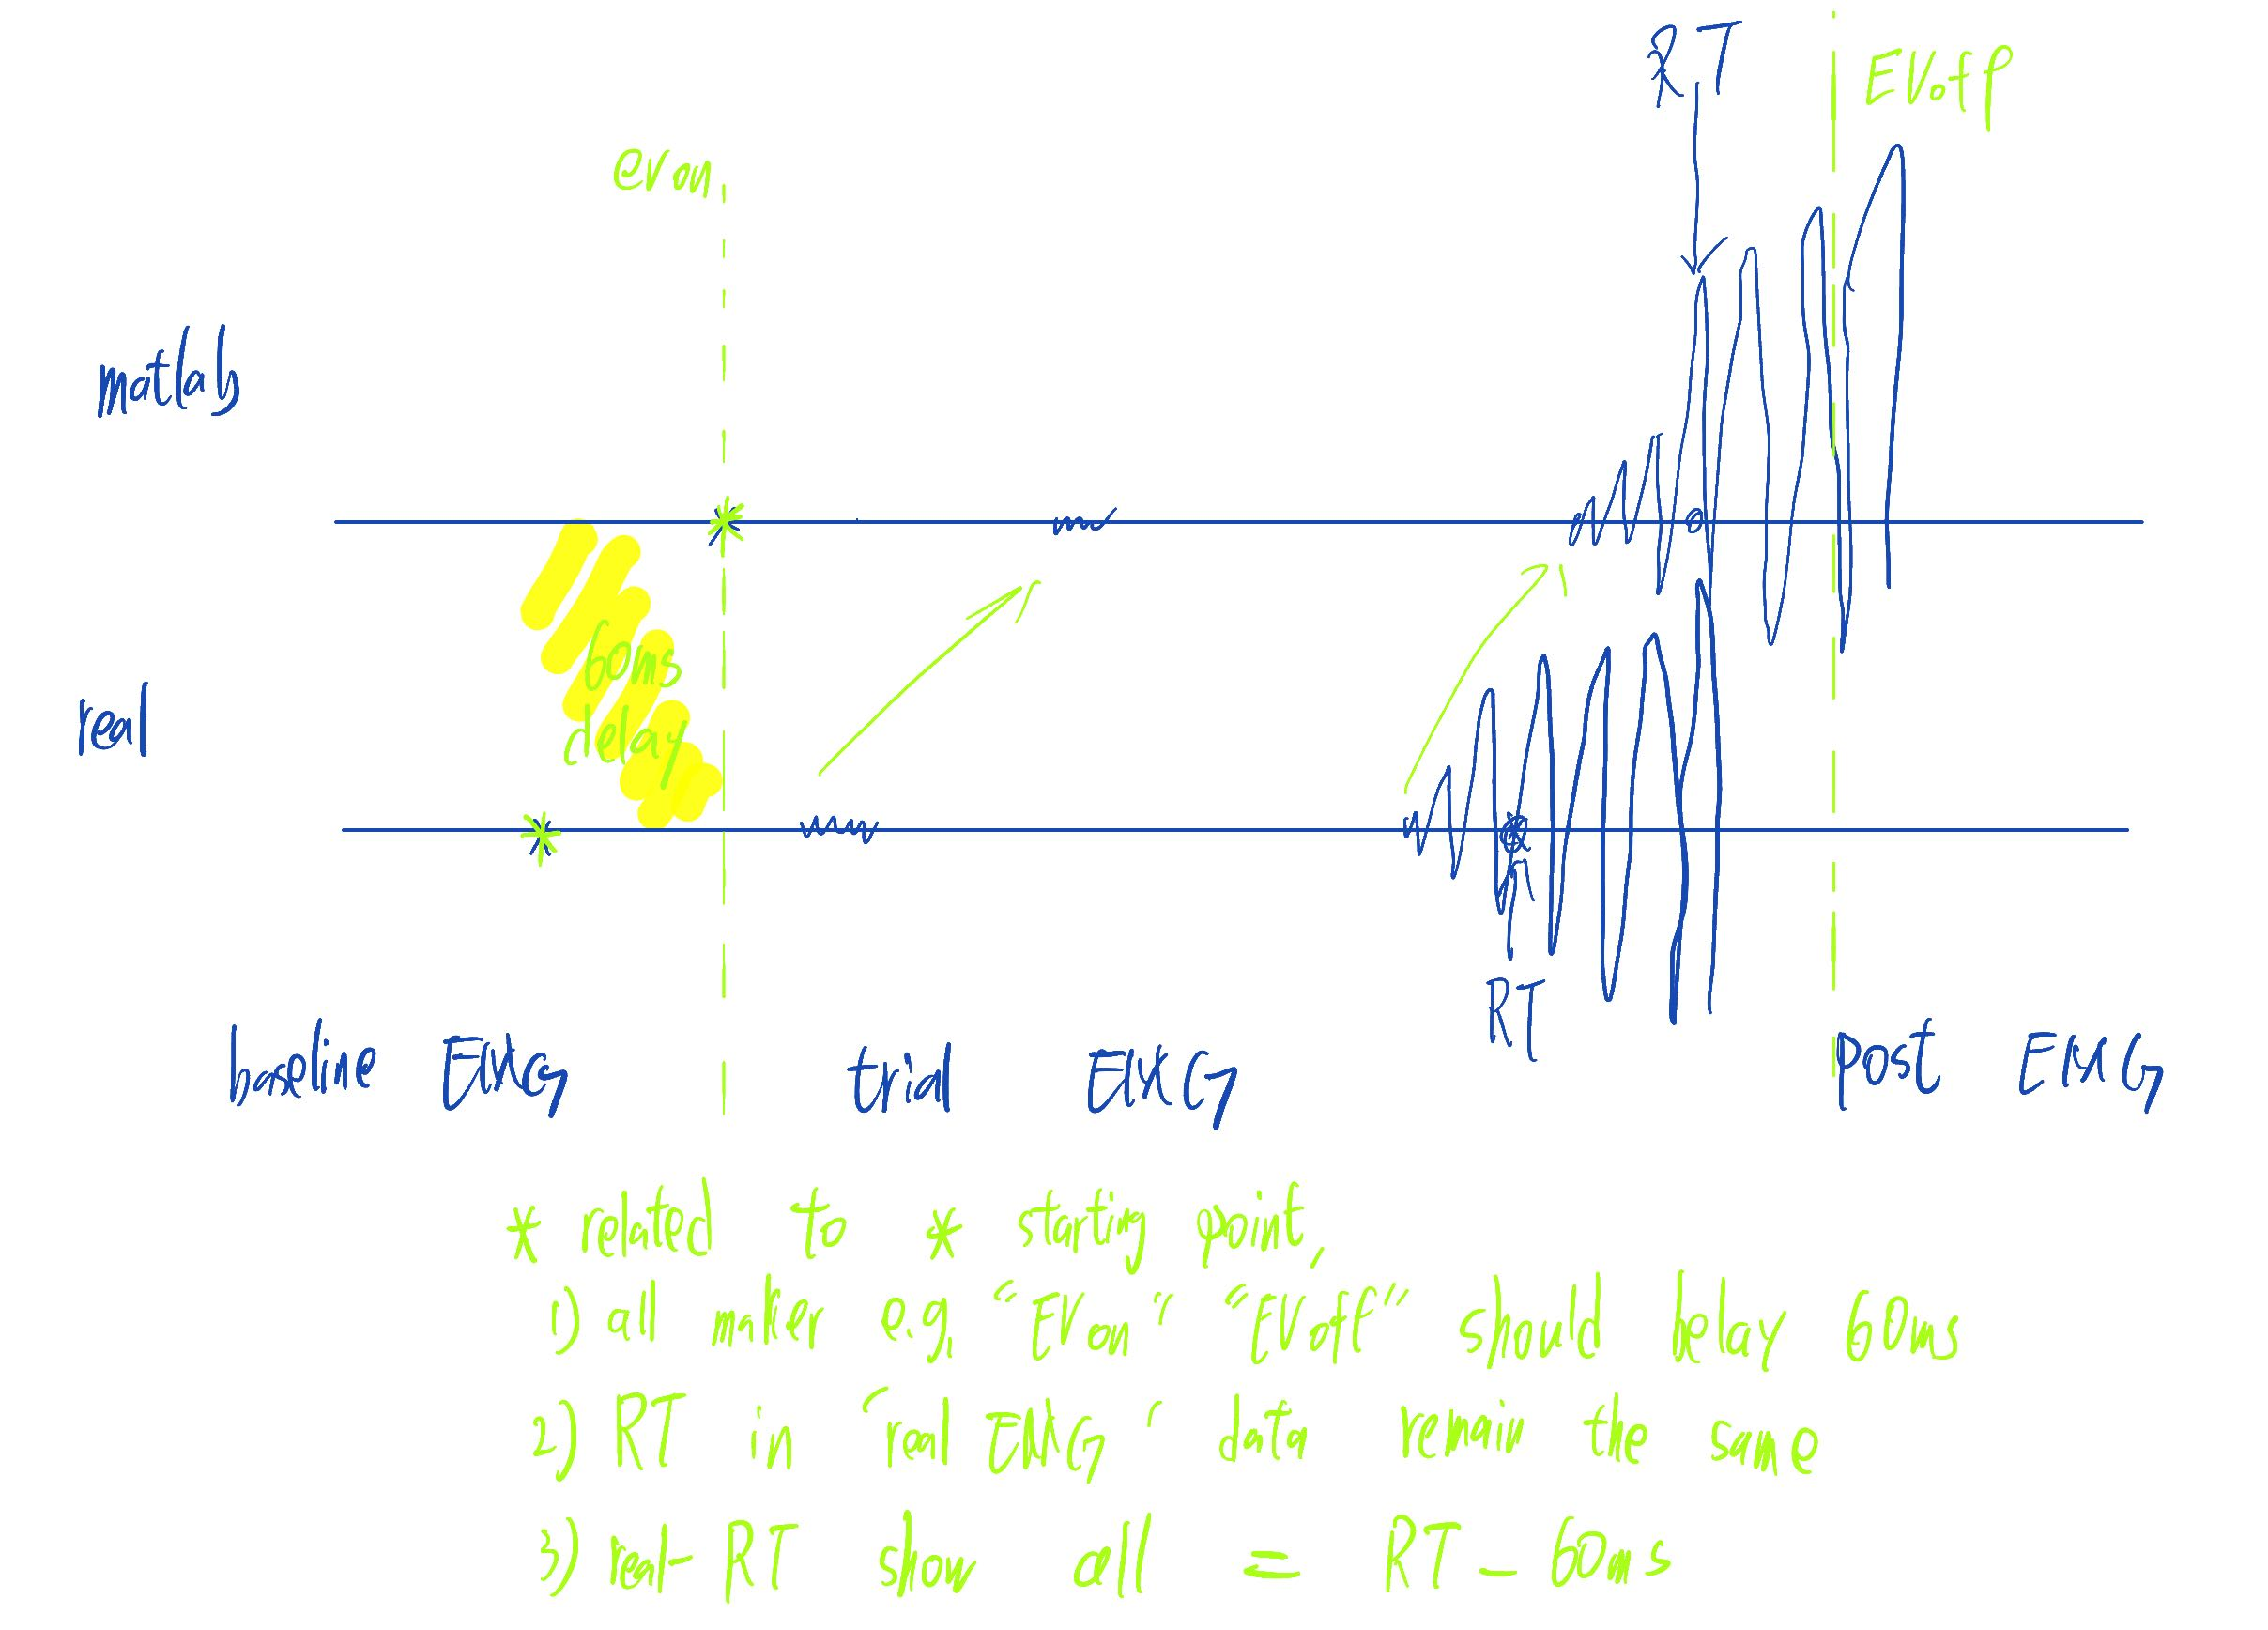 RT
EVoff
evon
matlab
60ms
delay
real
RT
baseline EMG trial EMG Post EMG
* related to * starting point,
1) all maker e.g. "EVon" "EVoff" should delay 60ms
2) RT in "real EMG" data remain the same
3) real-RT show all = RT - 60ms